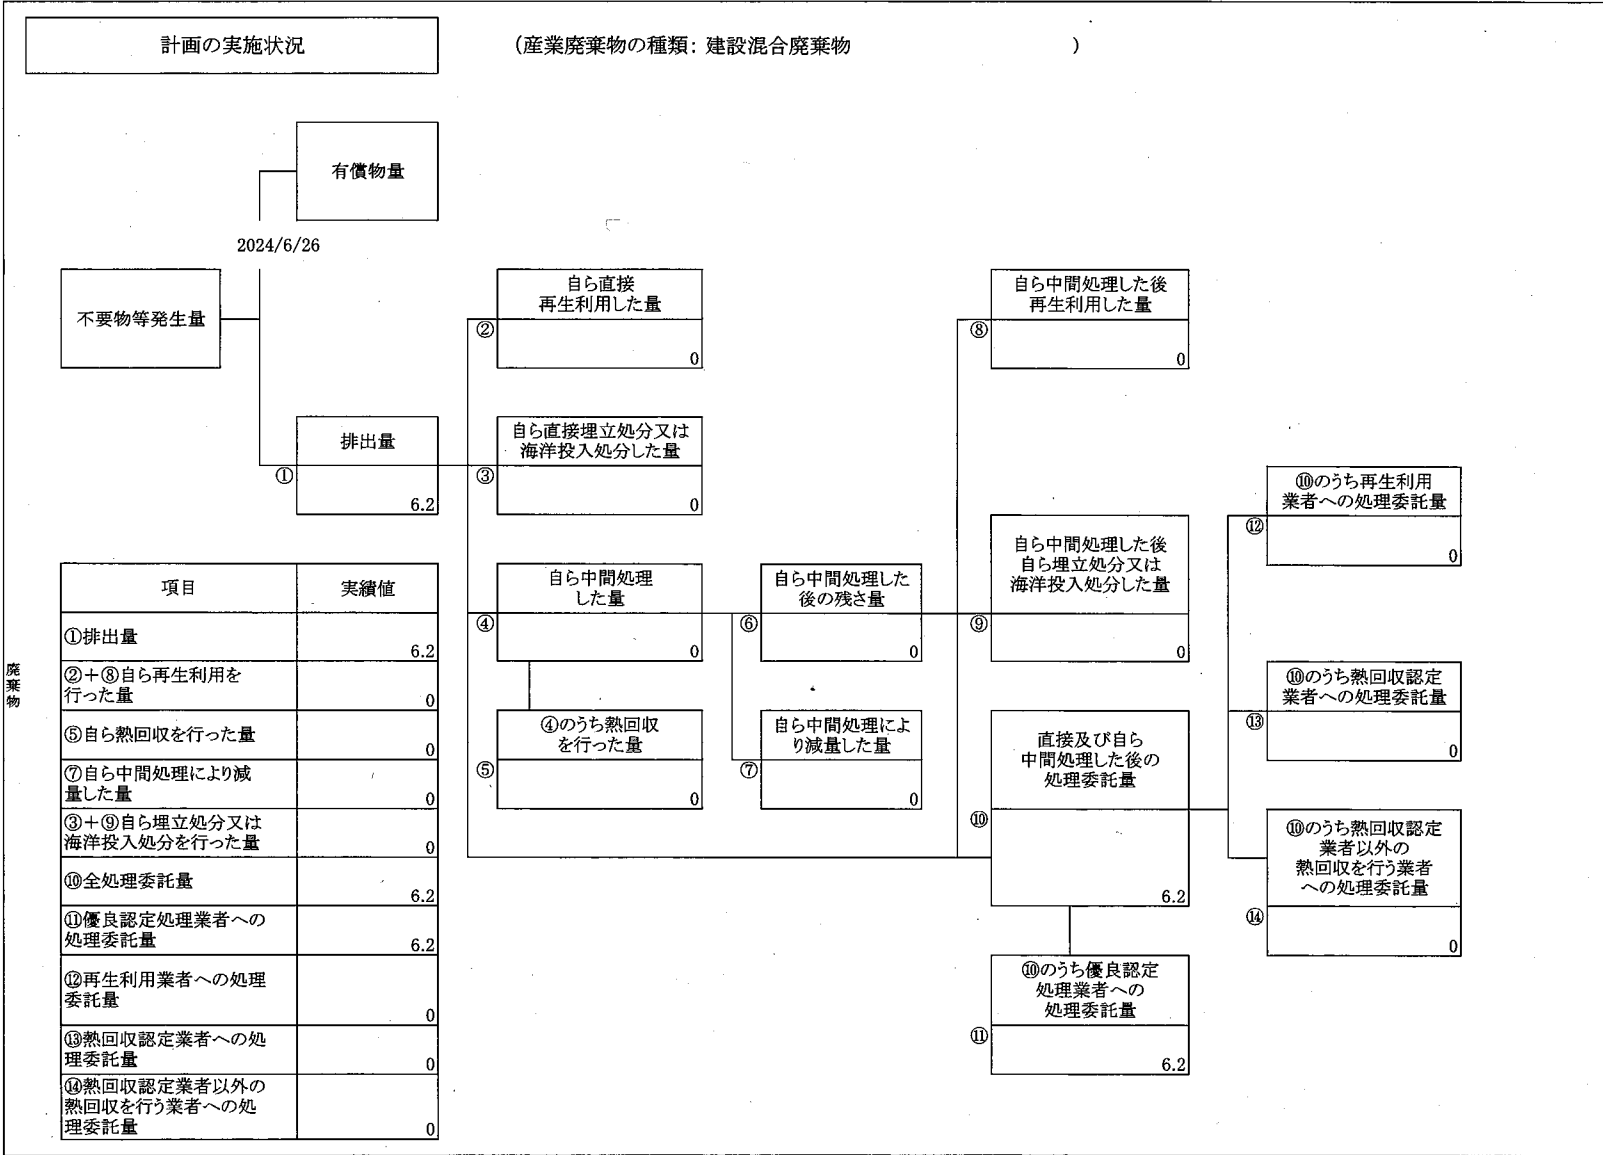 計画の実施状況
(産業廃棄物の種類: 建設混合廃棄物 )
有償物量
2024/6/26
不要物等発生量
自ら直接
再生利用した量
②
0
自ら中間処理した後
再生利用した量
⑧
0
排出量
①
6.2
自ら直接埋立処分又は
海洋投入処分した量
③
0
⑩のうち再生利用
業者への処理委託量
⑫
0
自ら中間処理した後
自ら埋立処分又は
海洋投入処分した量
⑨
0
自ら中間処理
した量
④
0
自ら中間処理した
後の残さ量
⑥
0
④のうち熱回収
を行った量
⑤
0
自ら中間処理によ
り減量した量
⑦
0
直接及び自ら
中間処理した後の
処理委託量
⑩
6.2
⑩のうち熱回収認定
業者への処理委託量
⑬
0
⑩のうち熱回収認定
業者以外の
熱回収を行う業者
への処理委託量
⑭
0
⑩のうち優良認定
処理業者への
処理委託量
⑪
6.2
項目 実績値
①排出量
6.2
②+⑧自ら再生利用を
行った量
0
⑤自ら熱回収を行った量
0
⑦自ら中間処理により減
量した量
0
③+⑨自ら埋立処分又は
海洋投入処分を行った量
0
⑩全処理委託量
6.2
⑪優良認定処理業者への
処理委託量
6.2
⑫再生利用業者への処理
委託量
0
⑬熱回収認定業者への処
理委託量
0
⑭熱回収認定業者以外の
熱回収を行う業者への処
理委託量
0
廃棄物